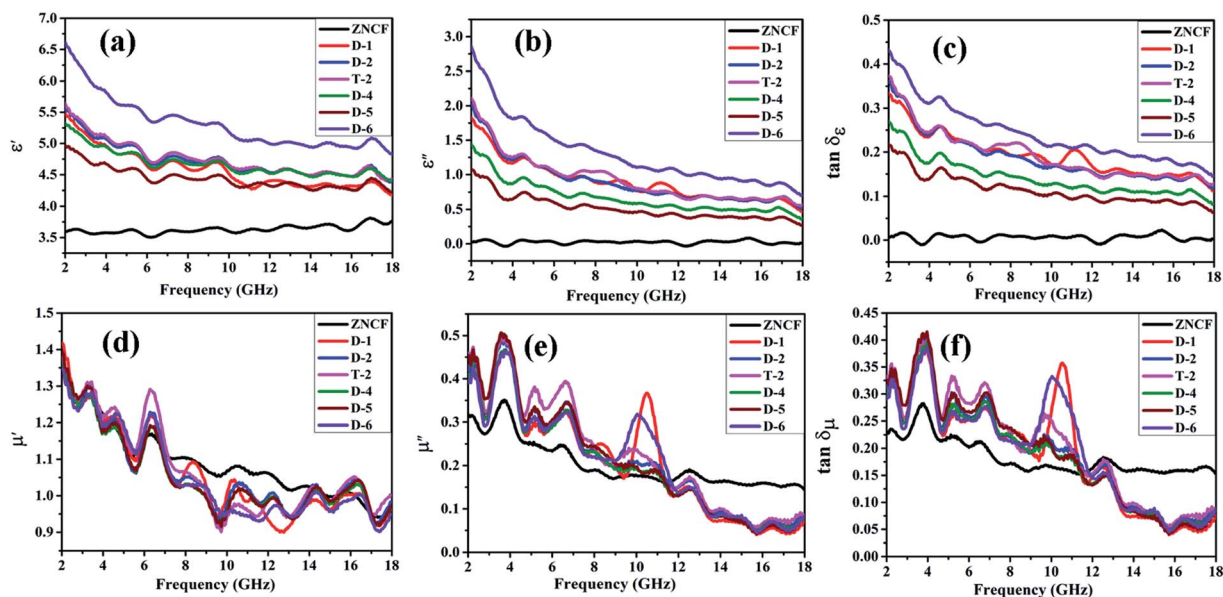 (a)
ε′
7.0
6.5
6.0
5.5
5.0
4.5
4.0
3.5
2 4 6 8 10 12 14 16 18
Frequency (GHz)
ZNCF
D-1
D-2
T-2
D-4
D-5
D-6
(b)
ε″
3.0
2.5
2.0
1.5
1.0
0.5
0.0
2 4 6 8 10 12 14 16 18
Frequency (GHz)
ZNCF
D-1
D-2
T-2
D-4
D-5
D-6
(c)
tan δε
0.5
0.4
0.3
0.2
0.1
0.0
2 4 6 8 10 12 14 16 18
Frequency (GHz)
ZNCF
D-1
D-2
T-2
D-4
D-5
D-6
(d)
μ′
1.5
1.4
1.3
1.2
1.1
1.0
0.9
2 4 6 8 10 12 14 16 18
Frequency (GHz)
ZNCF
D-1
D-2
T-2
D-4
D-5
D-6
(e)
μ″
0.5
0.4
0.3
0.2
0.1
0.0
2 4 6 8 10 12 14 16 18
Frequency (GHz)
ZNCF
D-1
D-2
T-2
D-4
D-5
D-6
(f)
tan δμ
0.45
0.40
0.35
0.30
0.25
0.20
0.15
0.10
0.05
0.00
2 4 6 8 10 12 14 16 18
Frequency (GHz)
ZNCF
D-1
D-2
T-2
D-4
D-5
D-6